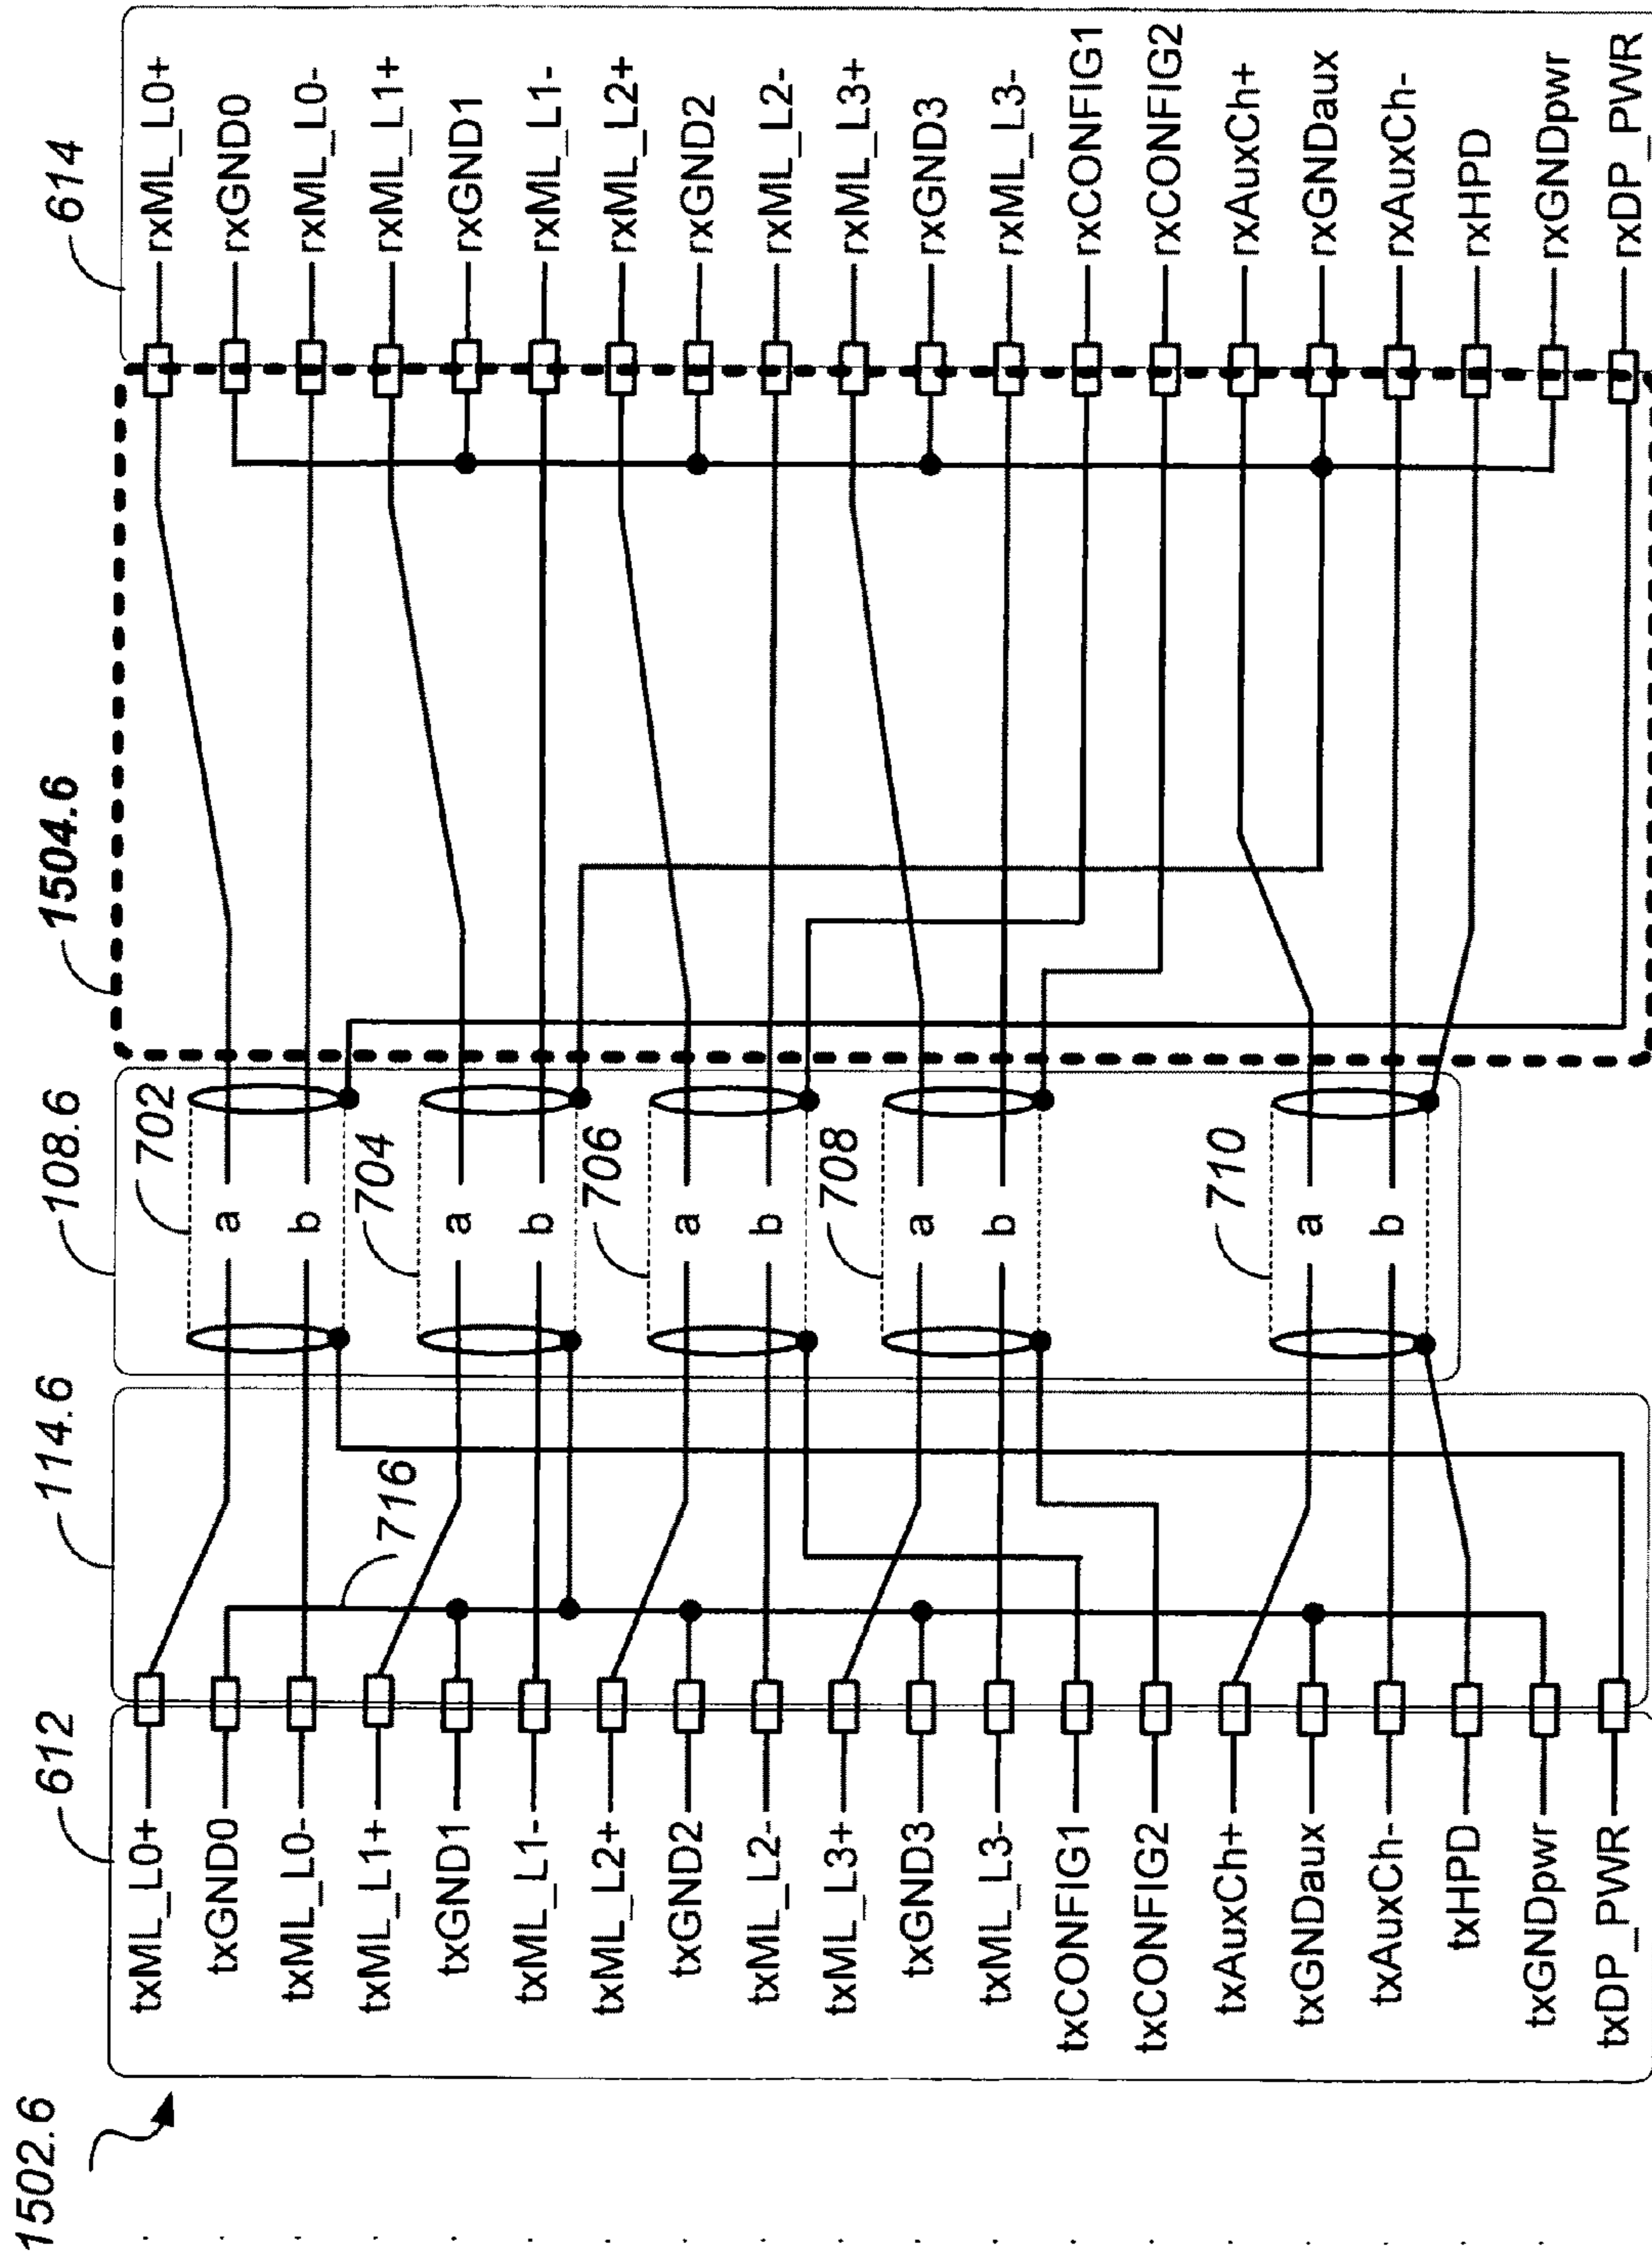 1502.6
612
114.6
108.6
1504.6
614
txML_L0+
txGND0
txML_L0-
txML_L1+
txGND1
txML_L1-
txML_L2+
txGND2
txML_L2-
txML_L3+
txGND3
txML_L3-
txCONFIG1
txCONFIG2
txAuxCh+
txGNDaux
txAuxCh-
txHPD
txGNDpwr
txDP_PWR
716
702
a
b
704
a
b
706
a
b
708
a
b
710
a
b
rxML_L0+
rxGND0
rxML_L0-
rxML_L1+
rxGND1
rxML_L1-
rxML_L2+
rxGND2
rxML_L2-
rxML_L3+
rxGND3
rxML_L3-
rxCONFIG1
rxCONFIG2
rxAuxCh+
rxGNDaux
rxAuxCh-
rxHPD
rxGNDpwr
rxDP_PWR